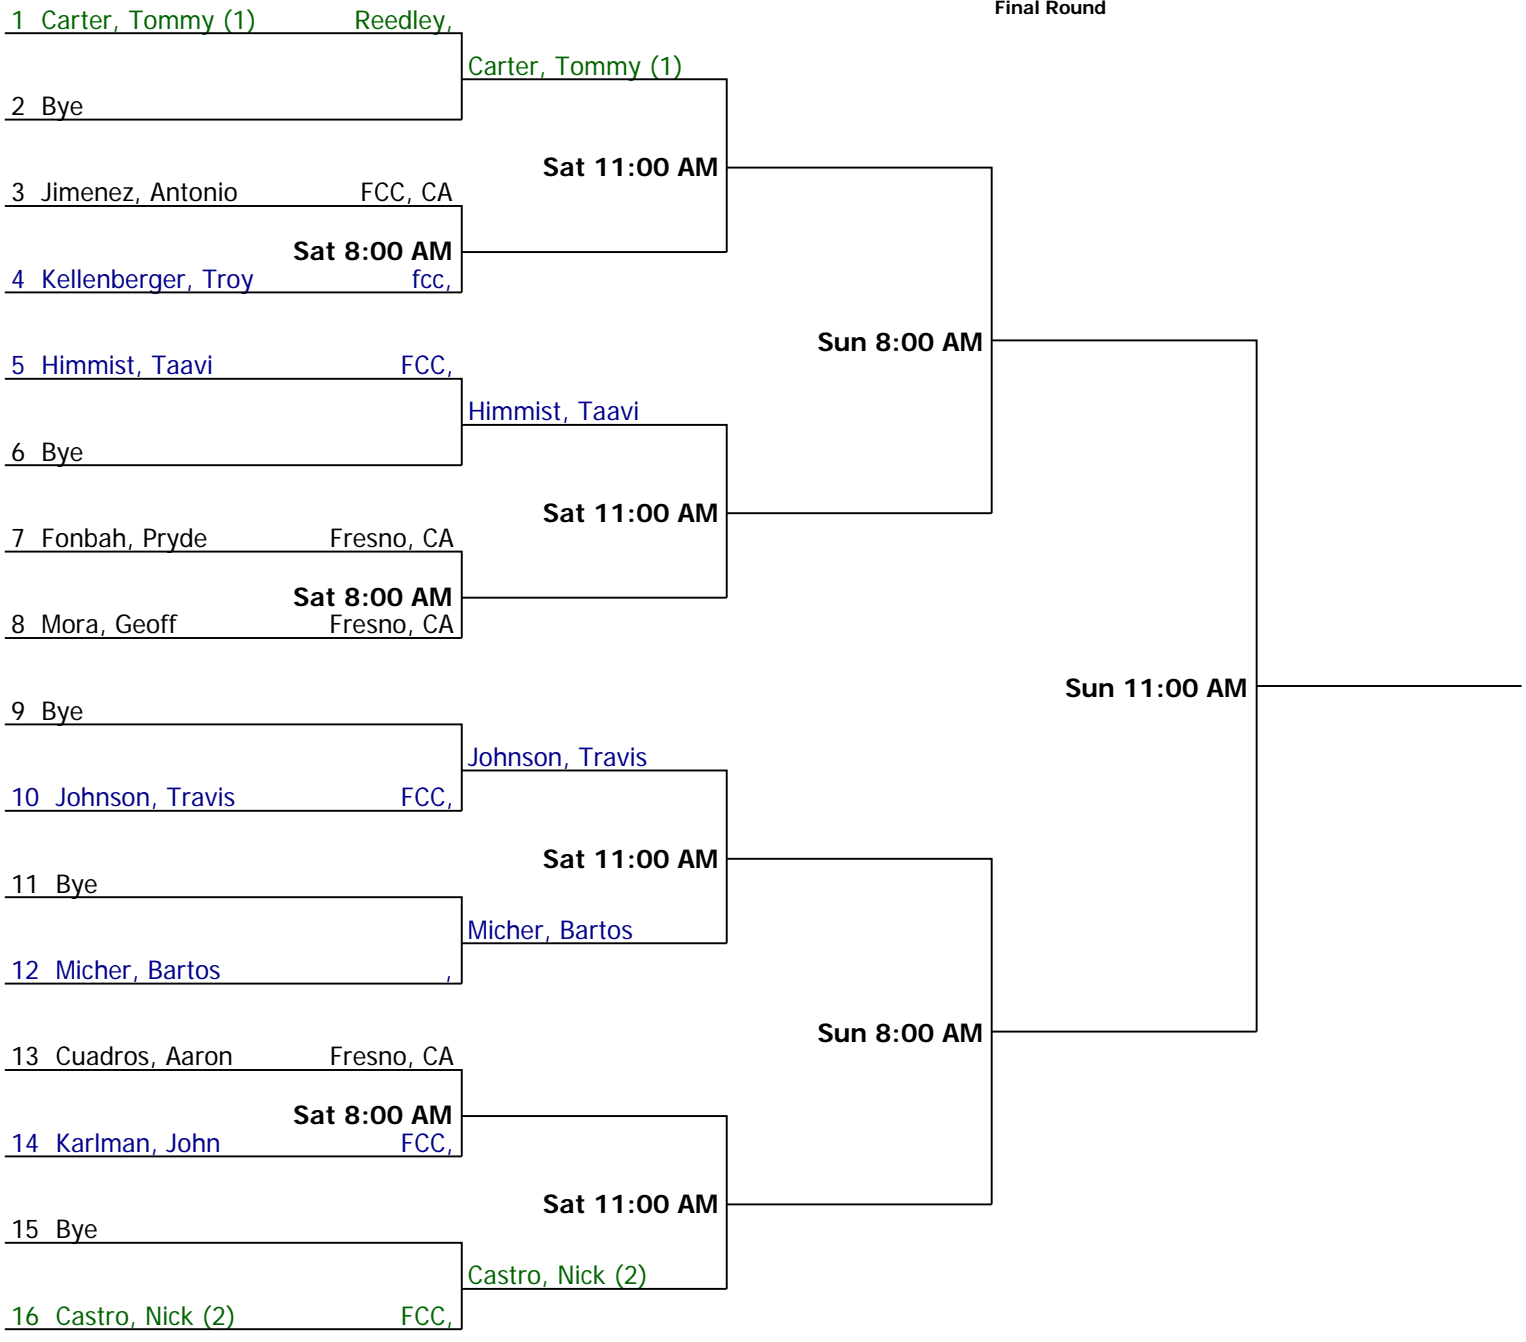 Final Round
1 Carter, Tommy (1) Reedley,
Carter, Tommy (1)
2 Bye
Sat 11:00 AM
3 Jimenez, Antonio FCC, CA
Sat 8:00 AM
4 Kellenberger, Troy fcc,
Sun 8:00 AM
5 Himmist, Taavi FCC,
Himmist, Taavi
6 Bye
Sat 11:00 AM
7 Fonbah, Pryde Fresno, CA
Sat 8:00 AM
8 Mora, Geoff Fresno, CA
Sun 11:00 AM
9 Bye
Johnson, Travis
10 Johnson, Travis FCC,
Sat 11:00 AM
11 Bye
Micher, Bartos
12 Micher, Bartos ,
Sun 8:00 AM
13 Cuadros, Aaron Fresno, CA
Sat 8:00 AM
14 Karlman, John FCC,
Sat 11:00 AM
15 Bye
Castro, Nick (2)
16 Castro, Nick (2) FCC,